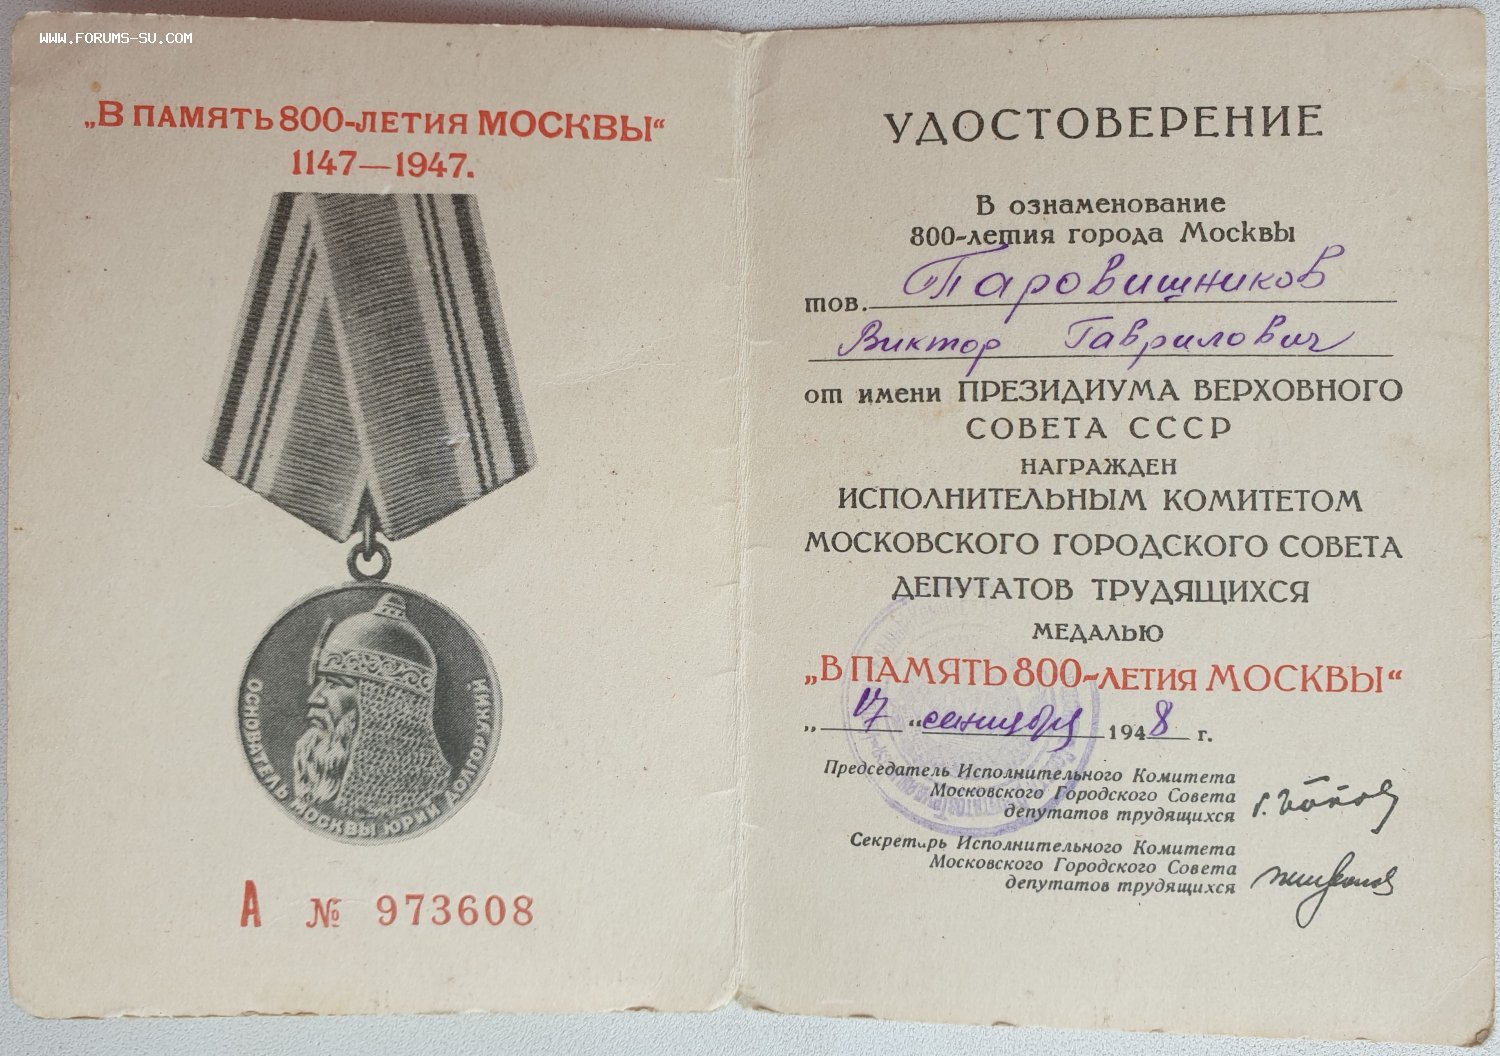 www.FORUMS-SU.COM
„В ПАМЯТЬ 800-ЛЕТИЯ МОСКВЫ“
1147—1947.
ОСНОВАТЕЛЬ МОСКВЫ ЮРИЙ ДОЛГОРУКИЙ
А № 973608
УДОСТОВЕРЕНИЕ
В ознаменование
800-летия города Москвы
тов. Таровишников
Виктор Гаврилович
от имени ПРЕЗИДИУМА ВЕРХОВНОГО
СОВЕТА СССР
НАГРАЖДЕН
ИСПОЛНИТЕЛЬНЫМ КОМИТЕТОМ
МОСКОВСКОГО ГОРОДСКОГО СОВЕТА
ДЕПУТАТОВ ТРУДЯЩИХСЯ
МЕДАЛЬЮ
„В ПАМЯТЬ 800-ЛЕТИЯ МОСКВЫ“
„17“ сентября 1948 г.
Председатель Исполнительного Комитета
Московского Городского Совета
депутатов трудящихся
Г. Попов
Секретарь Исполнительного Комитета
Московского Городского Совета
депутатов трудящихся